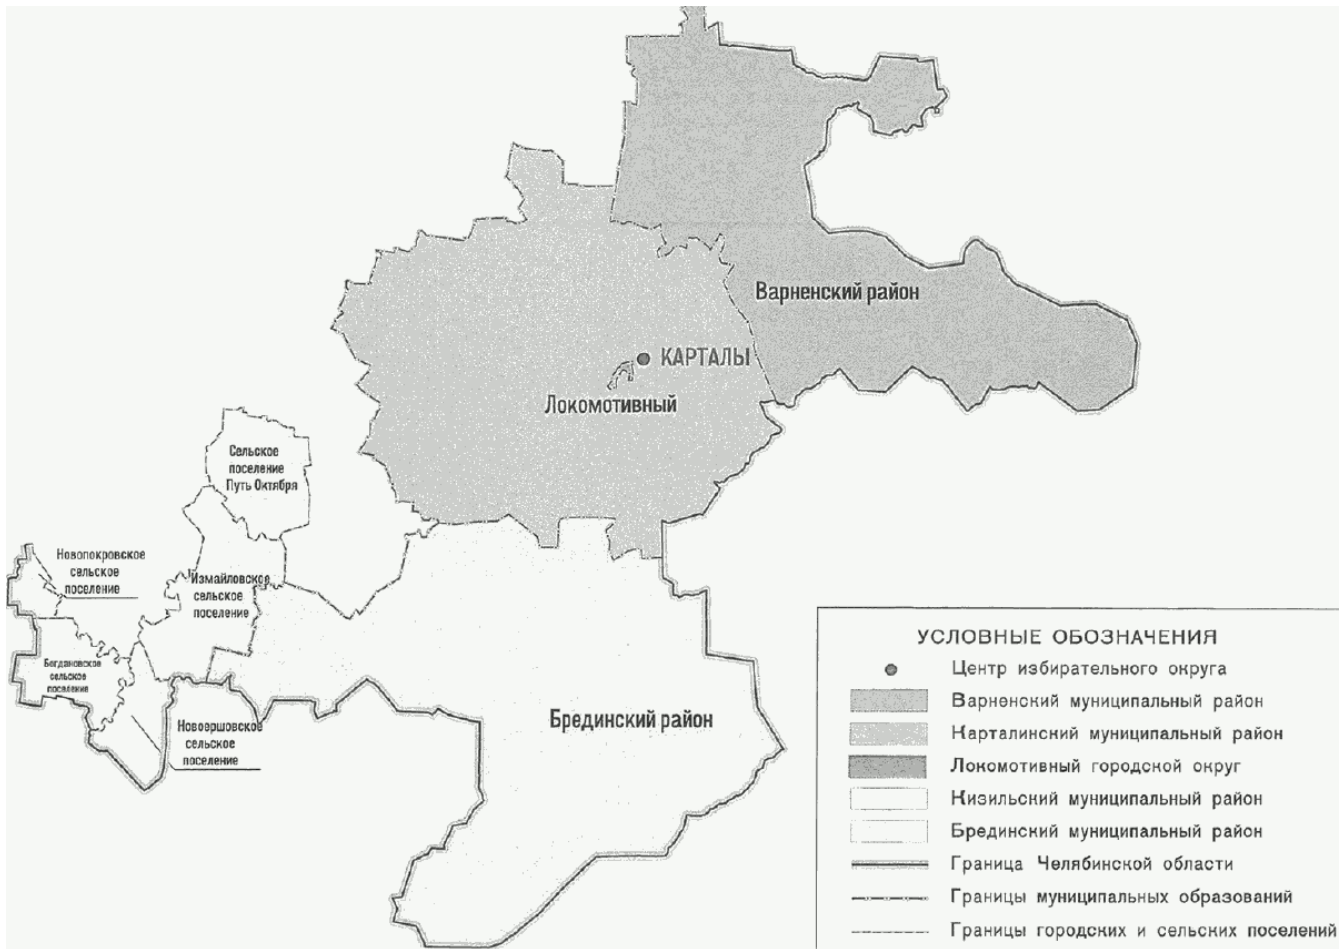 Варненский район
КАРТАЛЫ
Локомотивный
Сельское
поселение
Путь Октября
Новопокровское
сельское
поселение
Измайловское
сельское
поселение
Богдановское
сельское
поселение
Новоершовское
сельское
поселение
Брединский район
УСЛОВНЫЕ ОБОЗНАЧЕНИЯ
Центр избирательного округа
Варненский муниципальный район
Карталинский муниципальный район
Локомотивный городской округ
Кизильский муниципальный район
Брединский муниципальный район
Граница Челябинской области
Границы муниципальных образований
Границы городских и сельских поселений